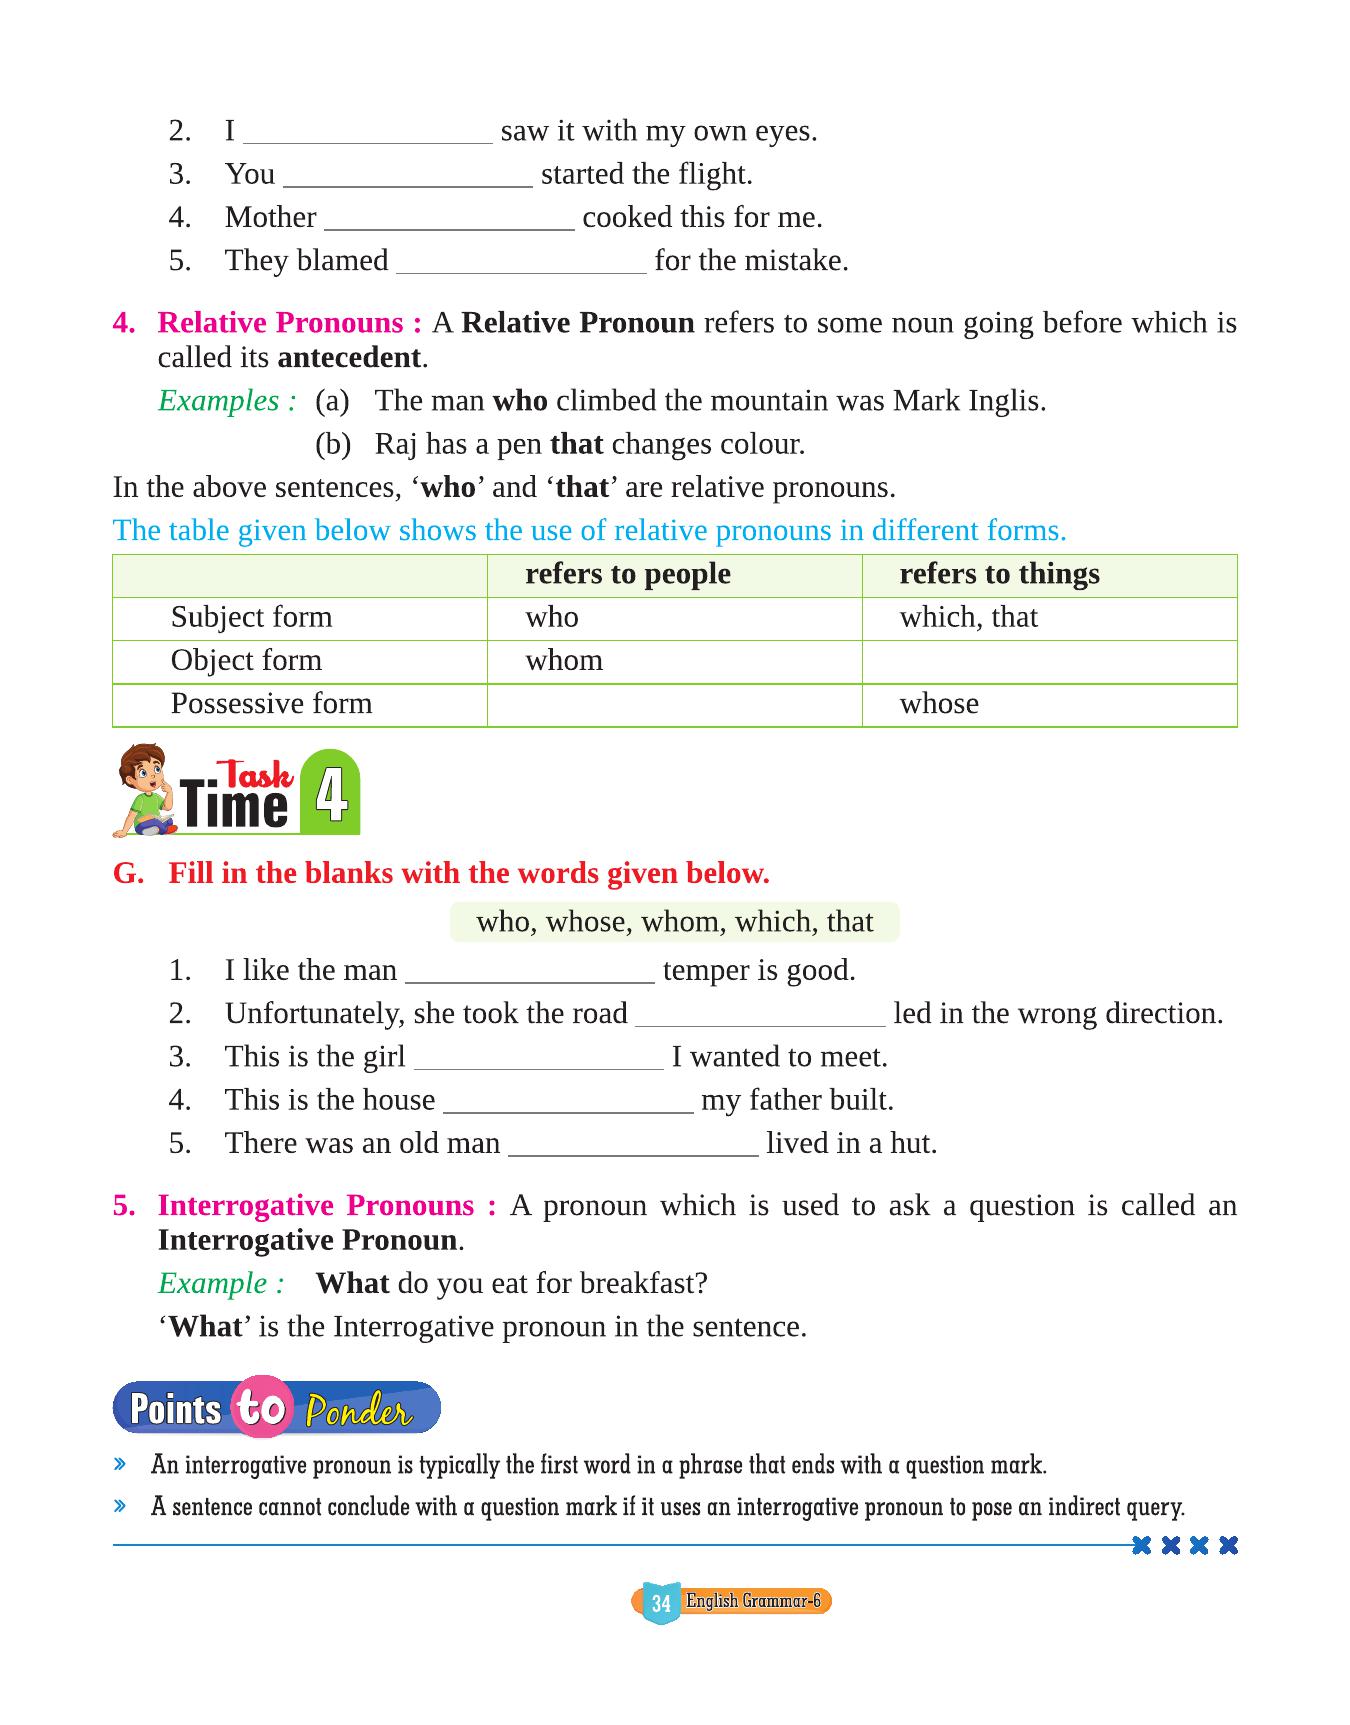 2. I ____________ saw it with my own eyes.
3. You ____________ started the flight.
4. Mother ____________ cooked this for me.
5. They blamed ____________ for the mistake.
4. Relative Pronouns : A Relative Pronoun refers to some noun going before which is
called its antecedent.
Examples : (a) The man who climbed the mountain was Mark Inglis.
(b) Raj has a pen that changes colour.
In the above sentences, ‘who’ and ‘that’ are relative pronouns.
The table given below shows the use of relative pronouns in different forms.
refers to people refers to things
Subject form who which, that
Object form whom
Possessive form whose
Task
Time 4
G. Fill in the blanks with the words given below.
who, whose, whom, which, that
1. I like the man ____________ temper is good.
2. Unfortunately, she took the road ____________ led in the wrong direction.
3. This is the girl ____________ I wanted to meet.
4. This is the house ____________ my father built.
5. There was an old man ____________ lived in a hut.
5. Interrogative Pronouns : A pronoun which is used to ask a question is called an
Interrogative Pronoun.
Example : What do you eat for breakfast?
‘What’ is the Interrogative pronoun in the sentence.
Points to Ponder
» An interrogative pronoun is typically the first word in a phrase that ends with a question mark.
» A sentence cannot conclude with a question mark if it uses an interrogative pronoun to pose an indirect query.
34 English Grammar-6